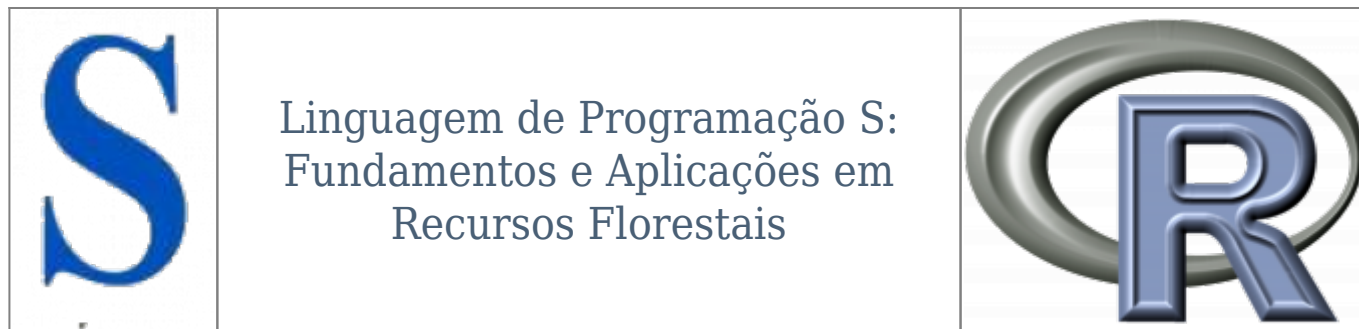 S
Linguagem de Programação S:
Fundamentos e Aplicações em
Recursos Florestais
R